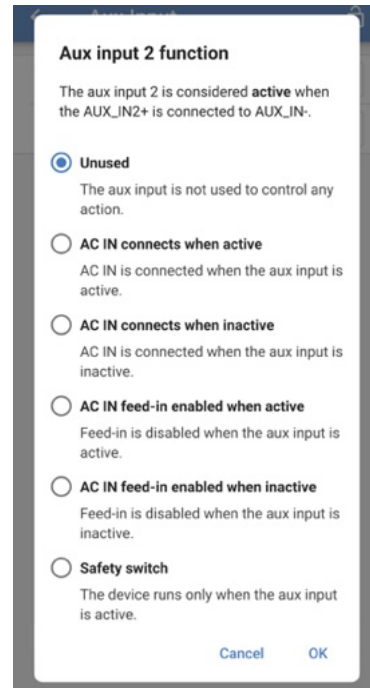 Aux Input
Aux input 2 function
The aux input 2 is considered active when
the AUX_IN2+ is connected to AUX_IN-.
Unused
The aux input is not used to control any
action.
AC IN connects when active
AC IN is connected when the aux input is
active.
AC IN connects when inactive
AC IN is connected when the aux input is
inactive.
AC IN feed-in enabled when active
Feed-in is disabled when the aux input is
active.
AC IN feed-in enabled when inactive
Feed-in is disabled when the aux input is
inactive.
Safety switch
The device runs only when the aux input
is active.
Cancel OK